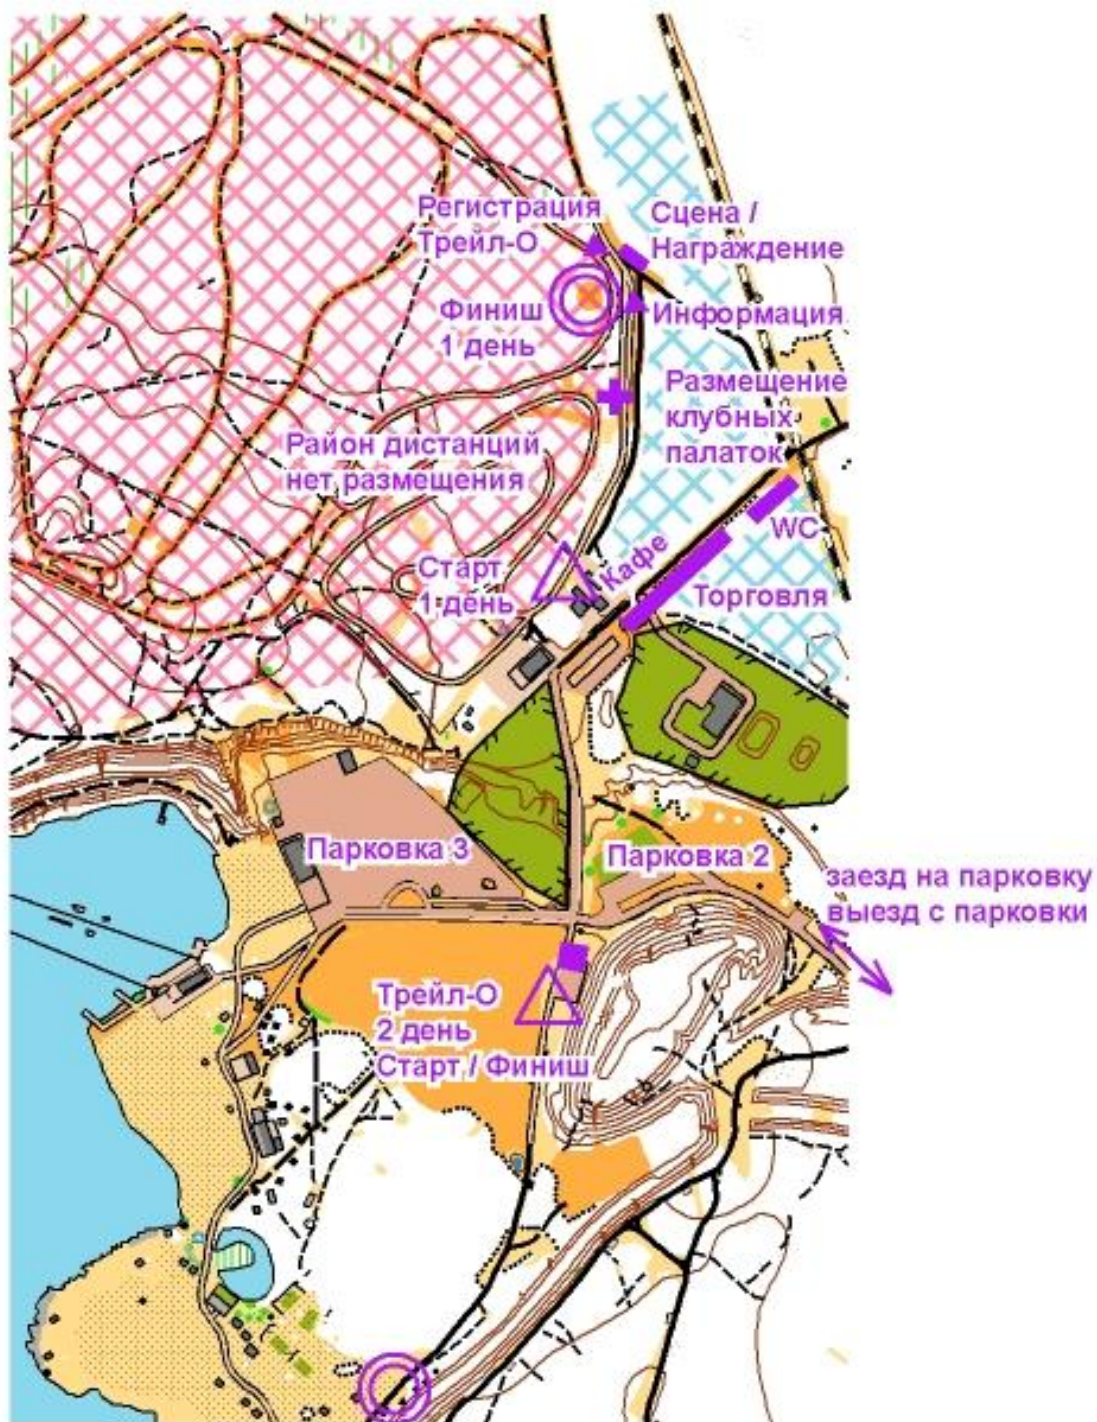 Регистрация
Трейл-О
Сцена /
Награждение
Финиш
1 день
Информация
Размещение
клубных
палаток
Район дистанций
нет размещения
WC
Старт
1 день
Кафе
Торговля
Парковка 3
Парковка 2
заезд на парковку
выезд с парковки
Трейл-О
2 день
Старт / Финиш